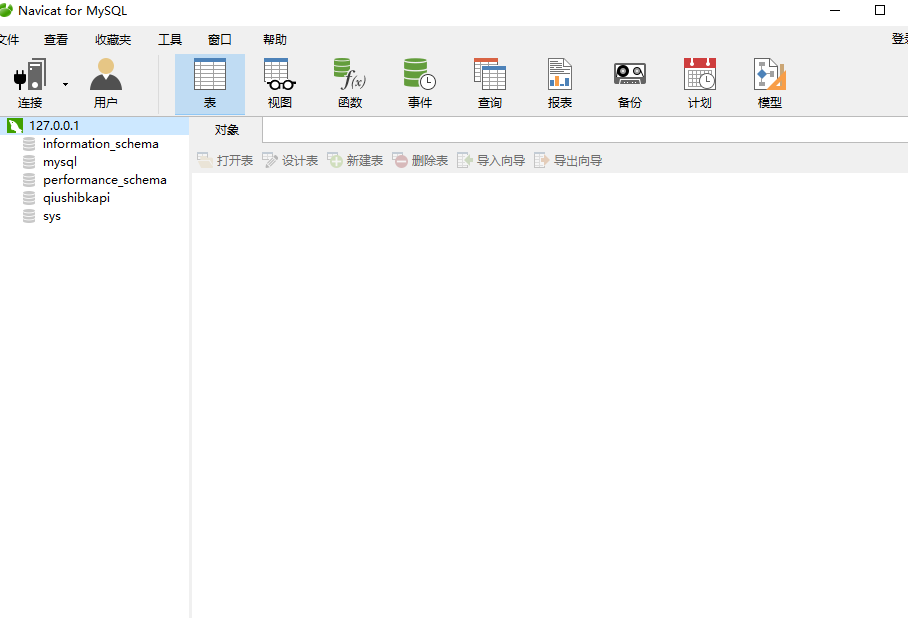 Navicat for MySQL
文件 查看 收藏夹 工具 窗口 帮助 登录
连接 用户 表 视图 函数 事件 查询 报表 备份 计划 模型
127.0.0.1
对象
打开表 设计表 新建表 删除表 导入向导 导出向导
information_schema
mysql
performance_schema
qiushibkapi
sys